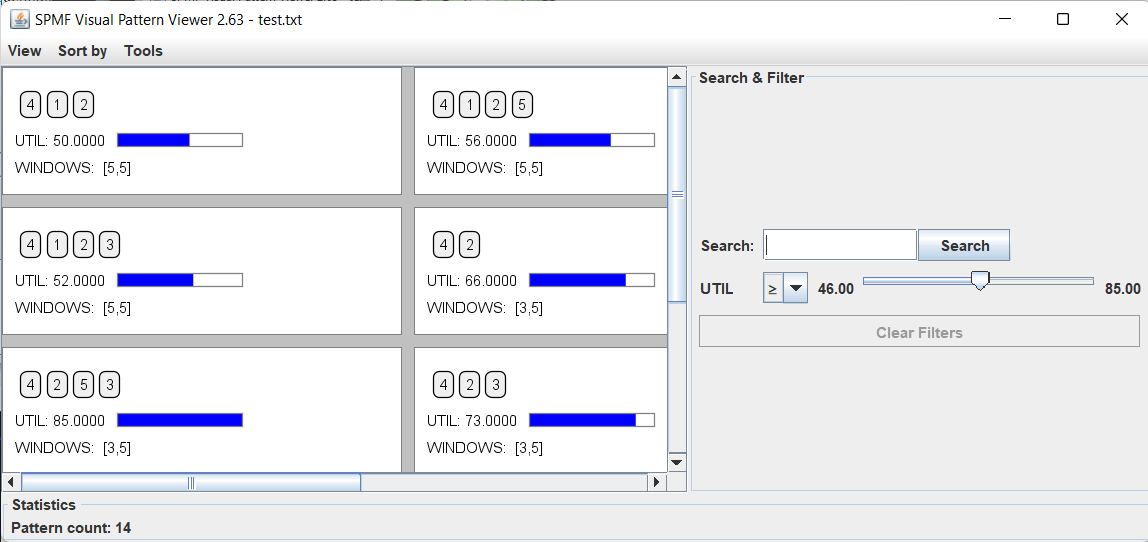 SPMF Visual Pattern Viewer 2.63 - test.txt
View Sort by Tools
4 1 2
UTIL: 50.0000
WINDOWS: [5,5]
4 1 2 5
UTIL: 56.0000
WINDOWS: [5,5]
4 1 2 3
UTIL: 52.0000
WINDOWS: [5,5]
4 2
UTIL: 66.0000
WINDOWS: [3,5]
4 2 5 3
UTIL: 85.0000
WINDOWS: [3,5]
4 2 3
UTIL: 73.0000
WINDOWS: [3,5]
Search & Filter
Search: Search
UTIL ≥ 46.00 85.00
Clear Filters
Statistics
Pattern count: 14